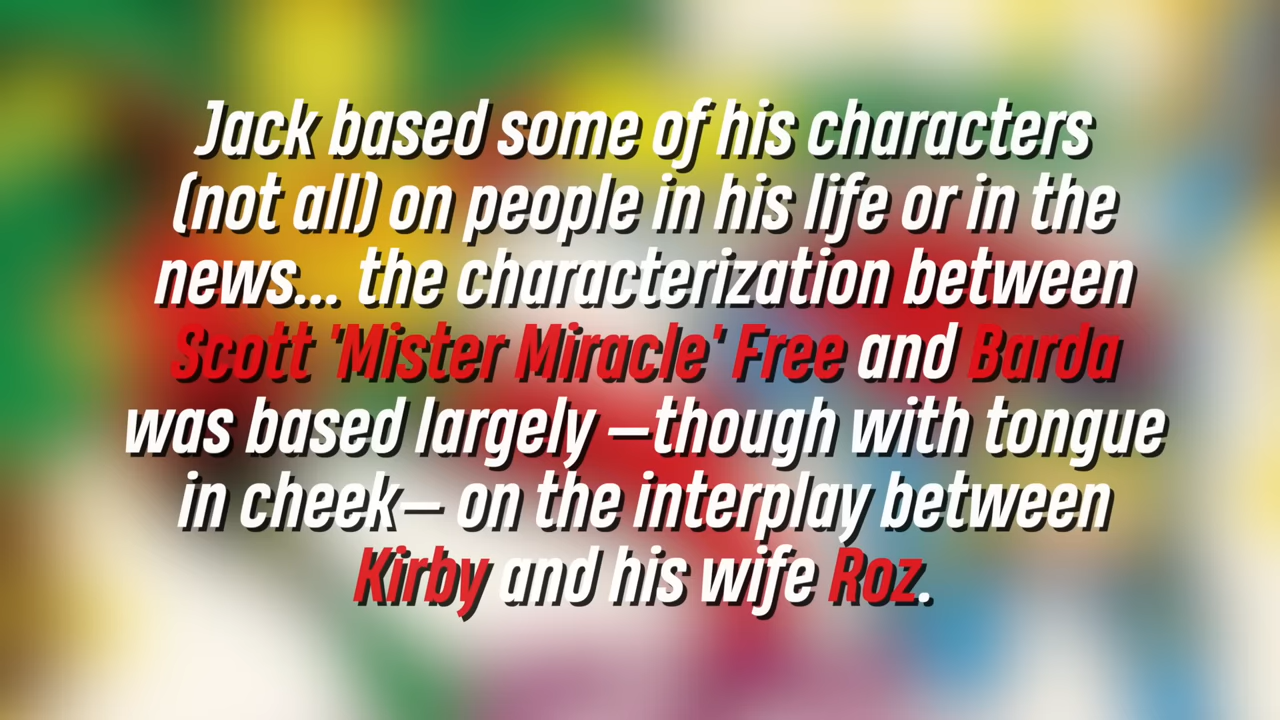 Jack based some of his characters
(not all) on people in his life or in the
news... the characterization between
Scott 'Mister Miracle' Free and Barda
was based largely —though with tongue
in cheek— on the interplay between
Kirby and his wife Roz.